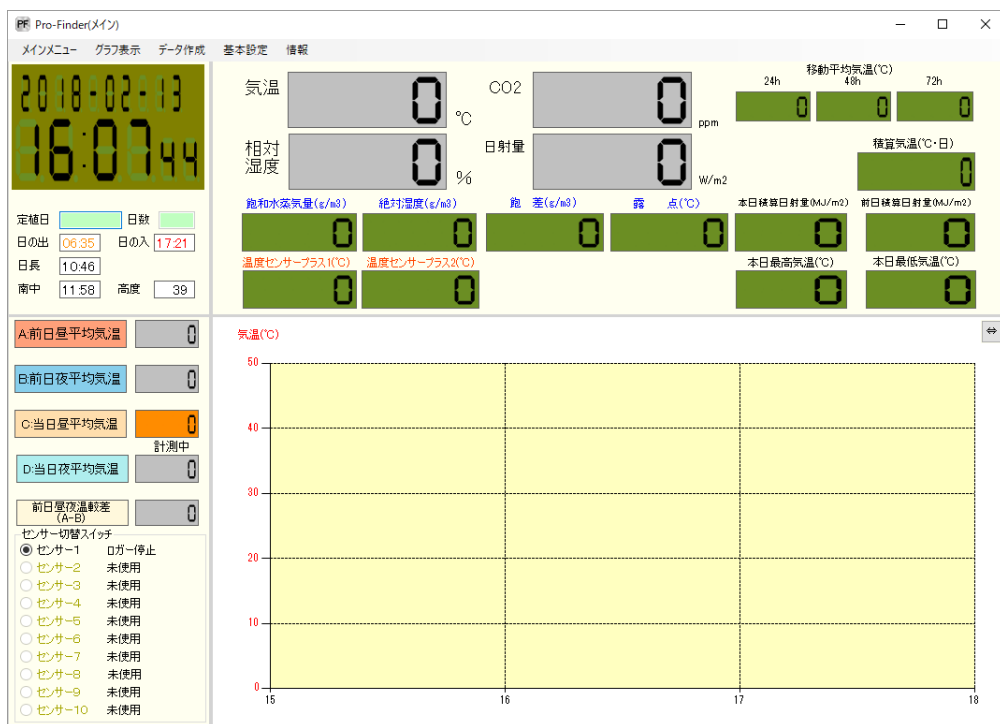 PF Pro-Finder(メイン)
メインメニュー グラフ表示 データ作成 基本設定 情報
2018-02-13
16:07 44
定植日 日数
日の出 06:35 日の入 17:21
日長 10:46
南中 11:58 高度 39
気温 0 ℃ CO2 0 ppm
相対湿度 0 % 日射量 0 W/m2
移動平均気温(℃)
24h 48h 72h
0 0 0
積算気温(℃・日)
0
飽和水蒸気量(g/m3) 絶対湿度(g/m3) 飽 差(g/m3) 露 点(℃) 本日積算日射量(MJ/m2) 前日積算日射量(MJ/m2)
0 0 0 0 0 0
温度センサープラス1(℃) 温度センサープラス2(℃) 本日最高気温(℃) 本日最低気温(℃)
0 0 0 0
A:前日昼平均気温 0
B:前日夜平均気温 0
C:当日昼平均気温 0
計測中
D:当日夜平均気温 0
前日昼夜温較差
(A-B) 0
センサー切替スイッチ
センサー1 ロガー停止
センサー2 未使用
センサー3 未使用
センサー4 未使用
センサー5 未使用
センサー6 未使用
センサー7 未使用
センサー8 未使用
センサー9 未使用
センサー10 未使用
気温(℃)
50
40
30
20
10
0
15 16 17 18